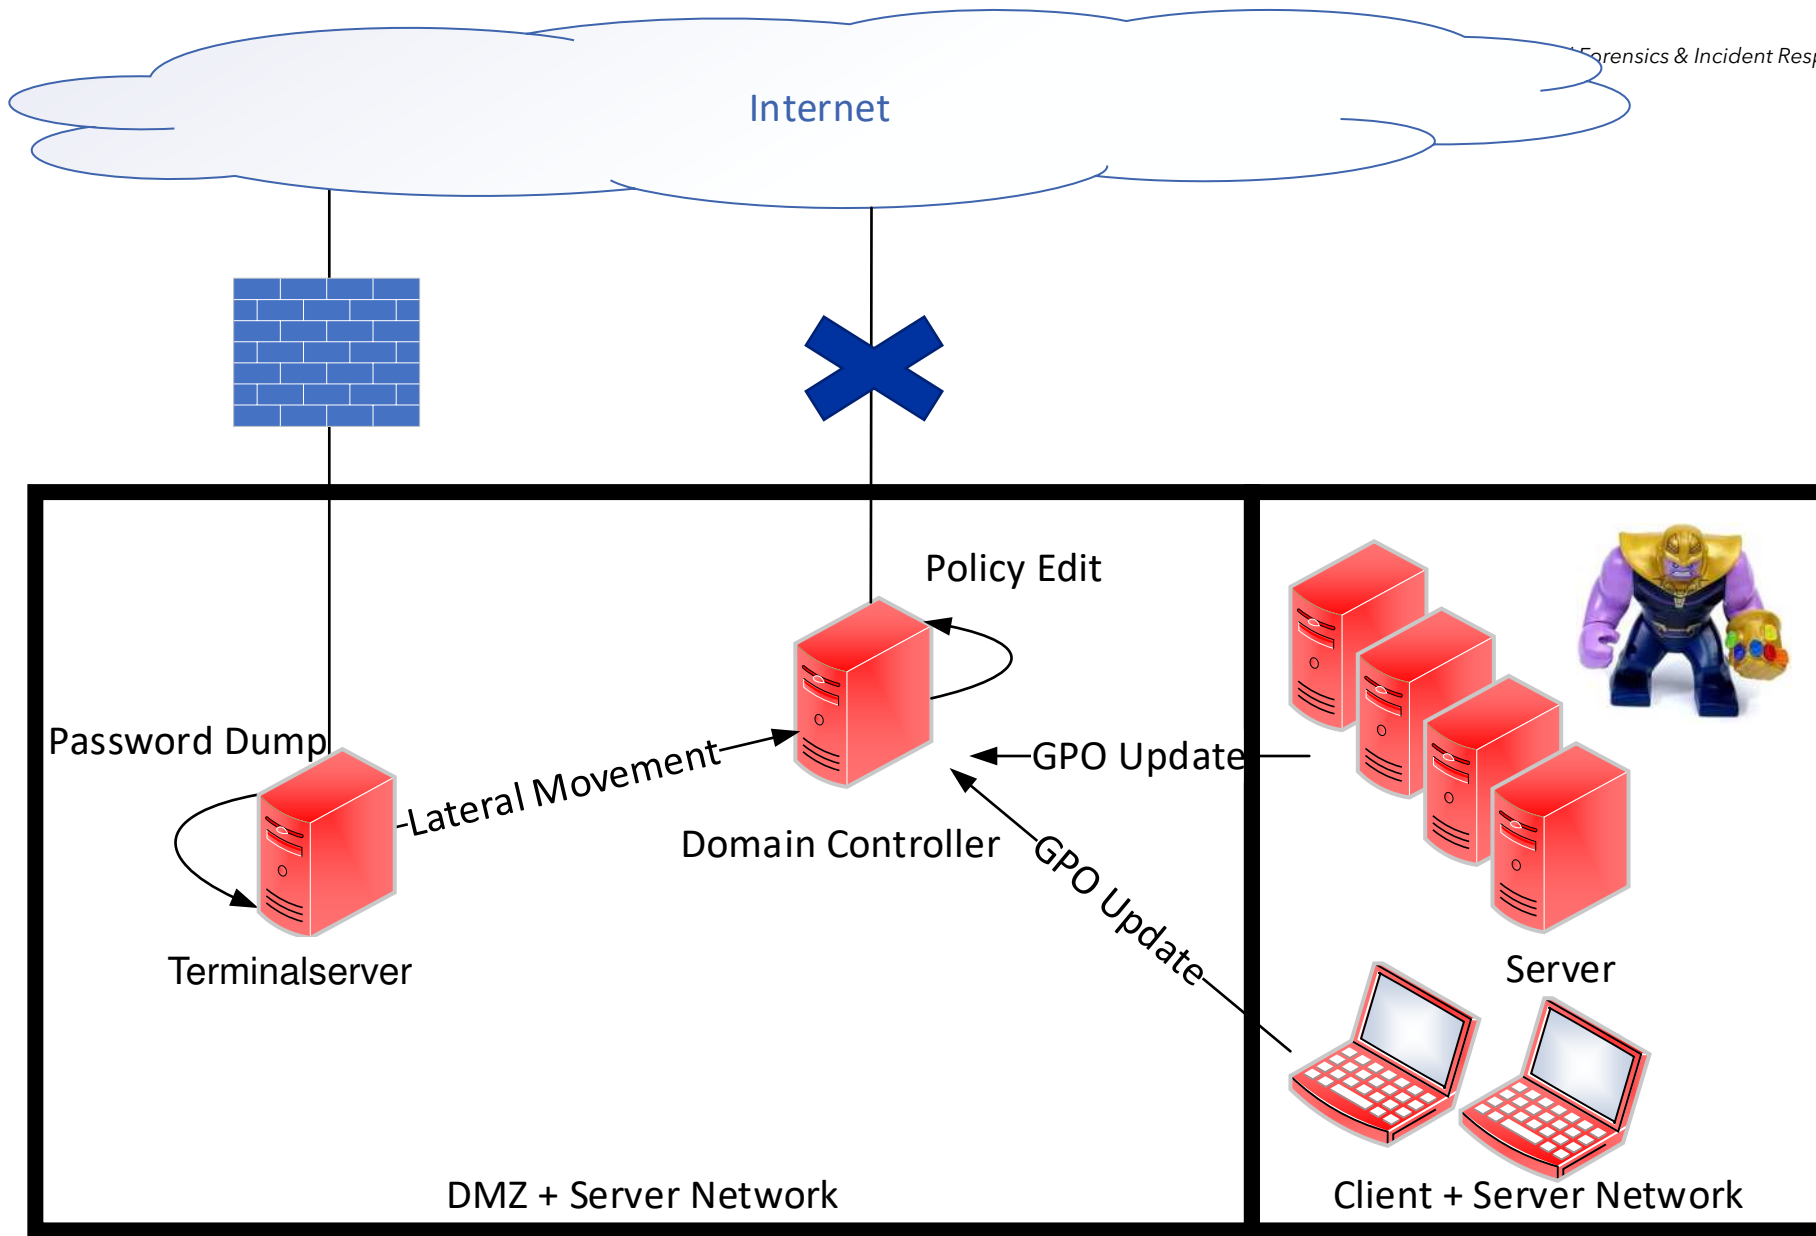 Forensics & Incident Resp
Internet
Policy Edit
Password Dump
Lateral Movement
GPO Update
Domain Controller
GPO Update
Terminalserver
Server
DMZ + Server Network
Client + Server Network